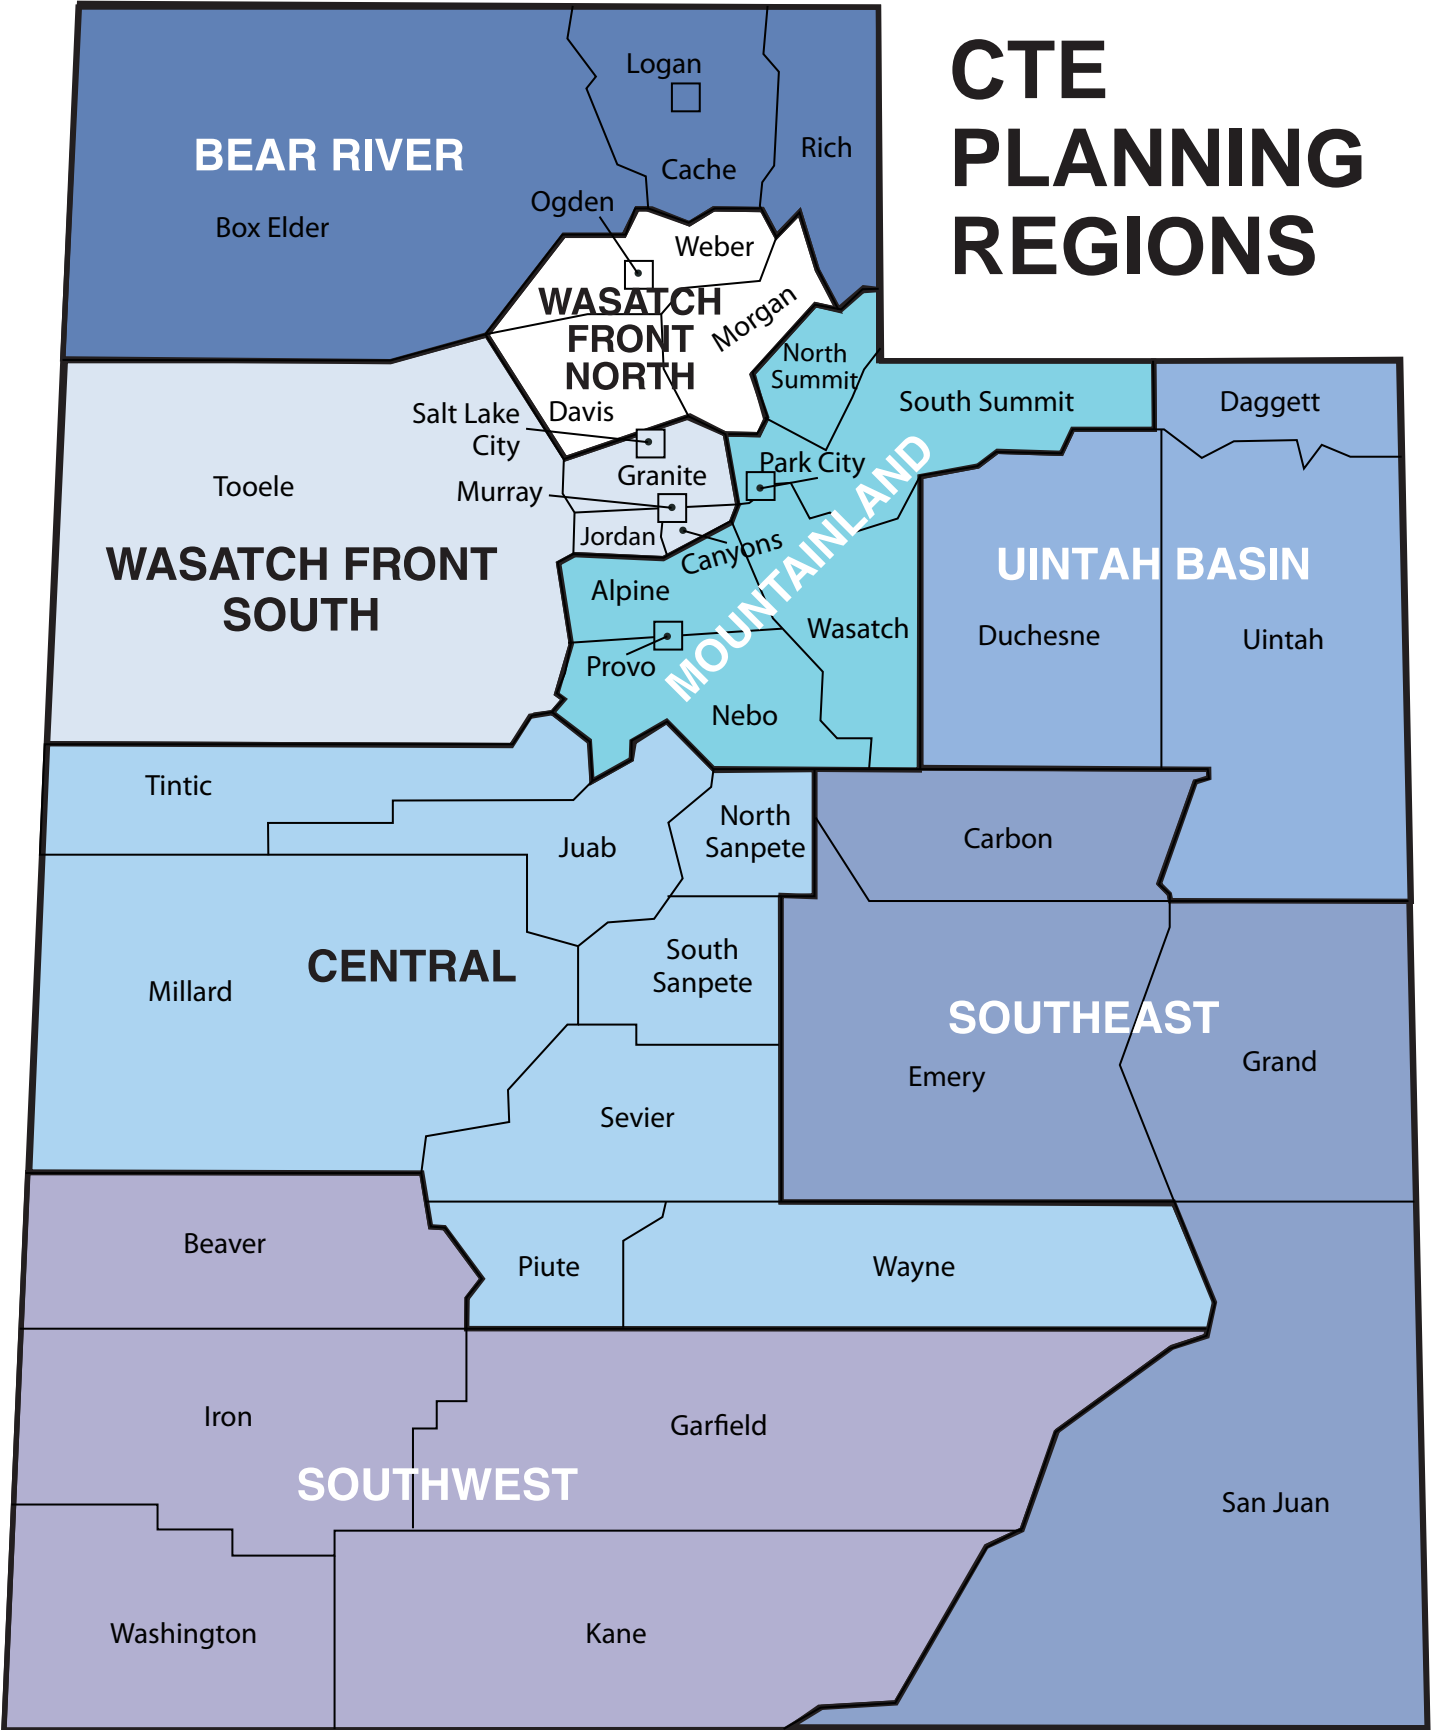 CTE
PLANNING
REGIONS
Logan
BEAR RIVER
Rich
Cache
Ogden
Box Elder
Weber
WASATCH
FRONT
NORTH
Morgan
North
Summit
Davis
South Summit
Daggett
Salt Lake
City
Park City
Granite
Tooele
Murray
Jordan
Canyons
WASATCH FRONT
SOUTH
MOUNTAINLAND
UINTAH BASIN
Alpine
Wasatch
Duchesne
Uintah
Provo
Nebo
Tintic
North
Sanpete
Juab
Carbon
CENTRAL
South
Sanpete
Millard
SOUTHEAST
Emery
Grand
Sevier
Beaver
Piute
Wayne
Iron
Garfield
SOUTHWEST
San Juan
Washington
Kane